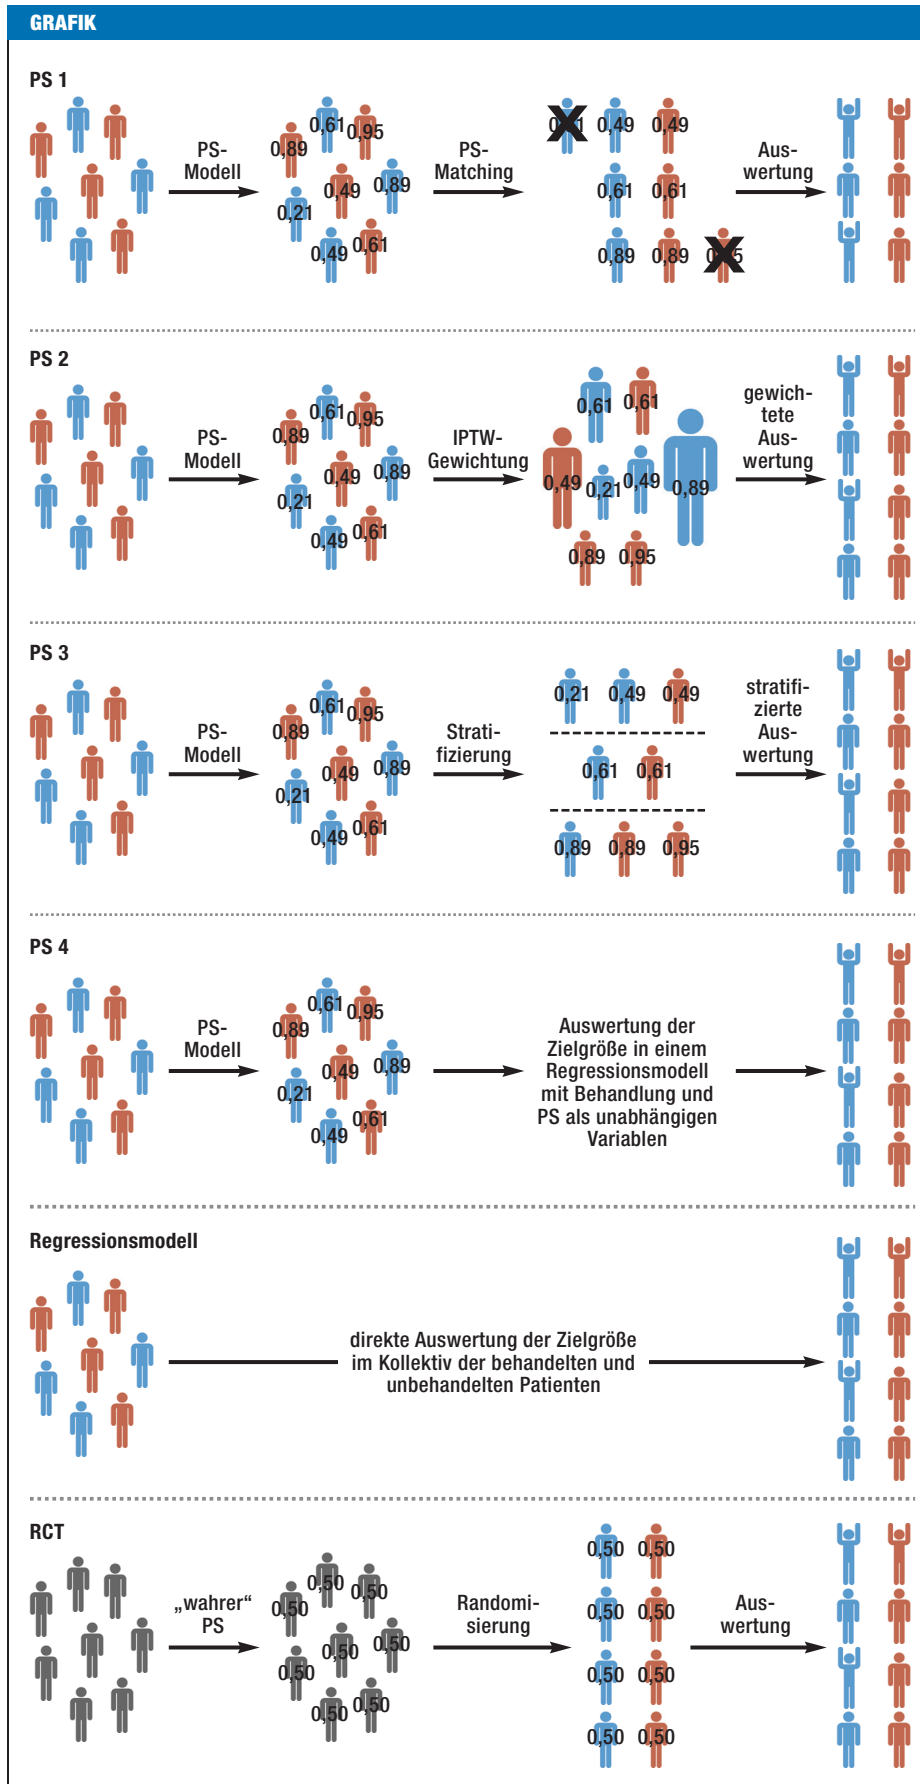 GRAFIK
PS 1
PS-
Modell
0,61
0,95
0,89
0,49
0,89
0,21
0,49
0,61
PS-
Matching
0,49
0,49
0,61
0,61
0,89
0,89
Aus-
wertung
PS 2
PS-
Modell
0,61
0,95
0,89
0,49
0,89
0,21
0,49
0,61
IPTW-
Gewichtung
0,61
0,61
0,49
0,21
0,49
0,89
0,89
0,95
gewich-
tete
Aus-
wertung
PS 3
PS-
Modell
0,61
0,95
0,89
0,49
0,89
0,21
0,49
0,61
Strati-
fizierung
0,21
0,49
0,49
0,61
0,61
0,89
0,89
0,95
stratifi-
zierte
Aus-
wertung
PS 4
PS-
Modell
0,61
0,95
0,89
0,49
0,89
0,21
0,49
0,61
Auswertung der
Zielgröße in einem
Regressionsmodell
mit Behandlung und
PS als unabhängigen
Variablen
Regressionsmodell
direkte Auswertung der Zielgröße
im Kollektiv der behandelten und
unbehandelten Patienten
RCT
„wahrer“
PS
0,50
0,50
0,50
0,50
0,50
0,50
0,50
0,50
Randomi-
sierung
0,50
0,50
0,50
0,50
0,50
0,50
0,50
0,50
Aus-
wertung